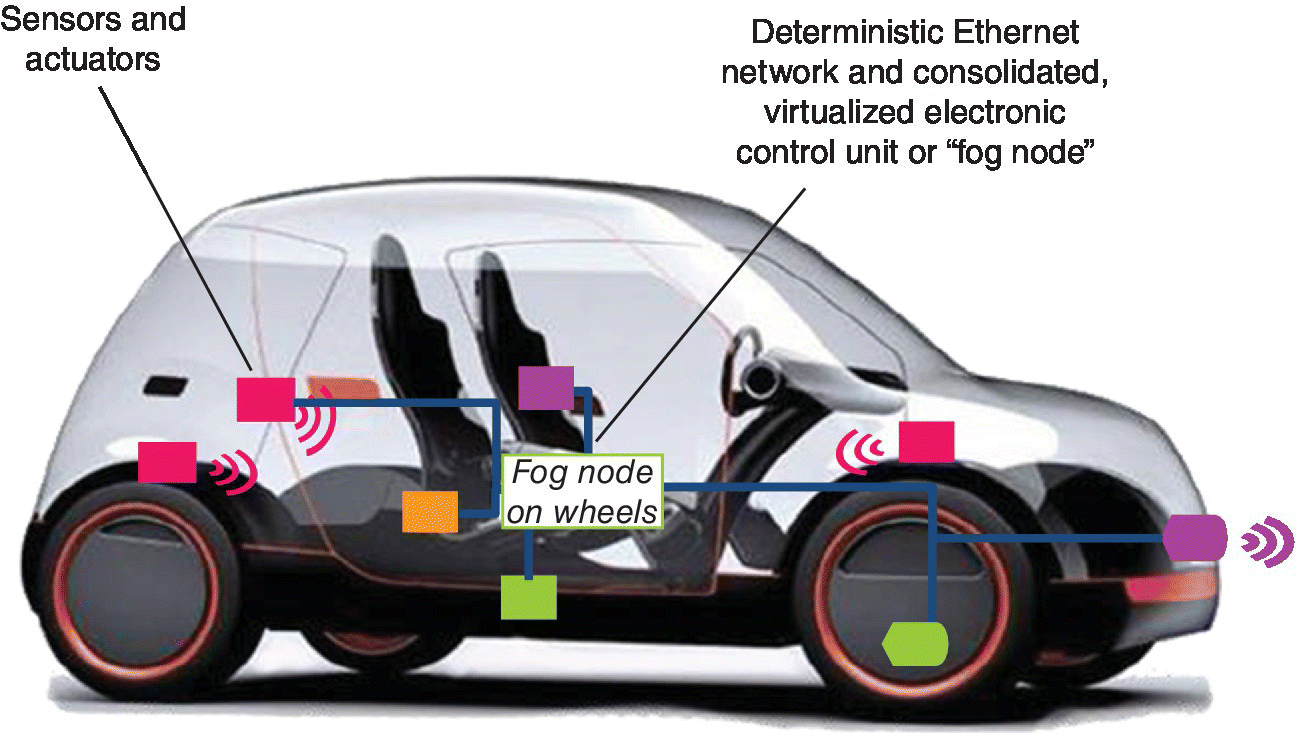 Sensors and
actuators
Deterministic Ethernet
network and consolidated,
virtualized electronic
control unit or “fog node”
Fog node
on wheels